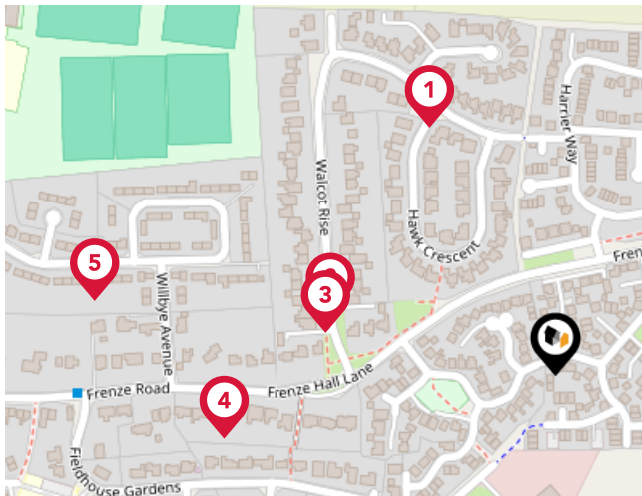 1
Harrier Way
Walcot Rise
Hawk Crescent
Fren
5
3
Willbye Avenue
Frenze Road
Frenze Hall Lane
4
Fieldhouse Gardens